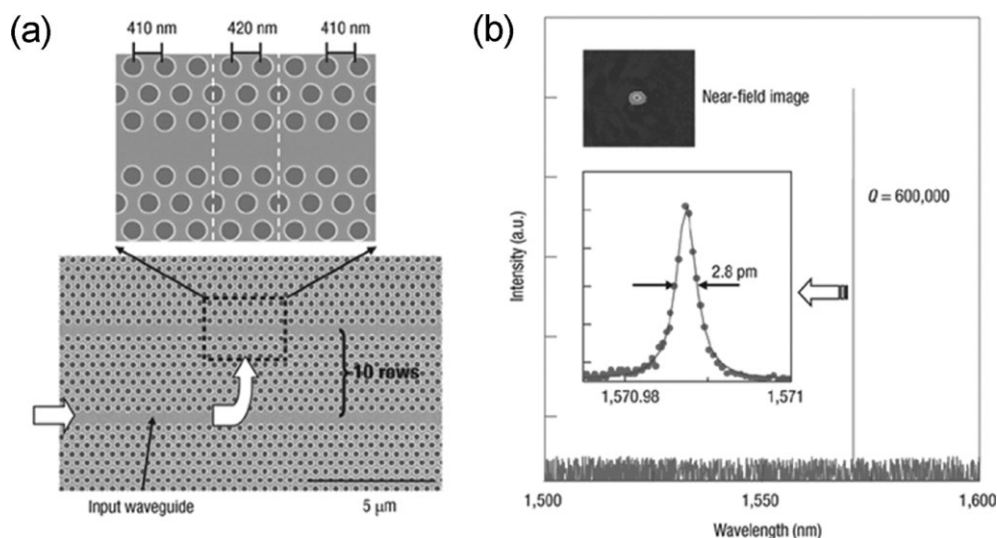 (a)
410 nm 420 nm 410 nm
10 rows
Input waveguide
5 μm
(b)
Near-field image
Q = 600,000
2.8 pm
Intensity (a.u.)
1,570.98 1,571
1,500 1,550 1,600
Wavelength (nm)